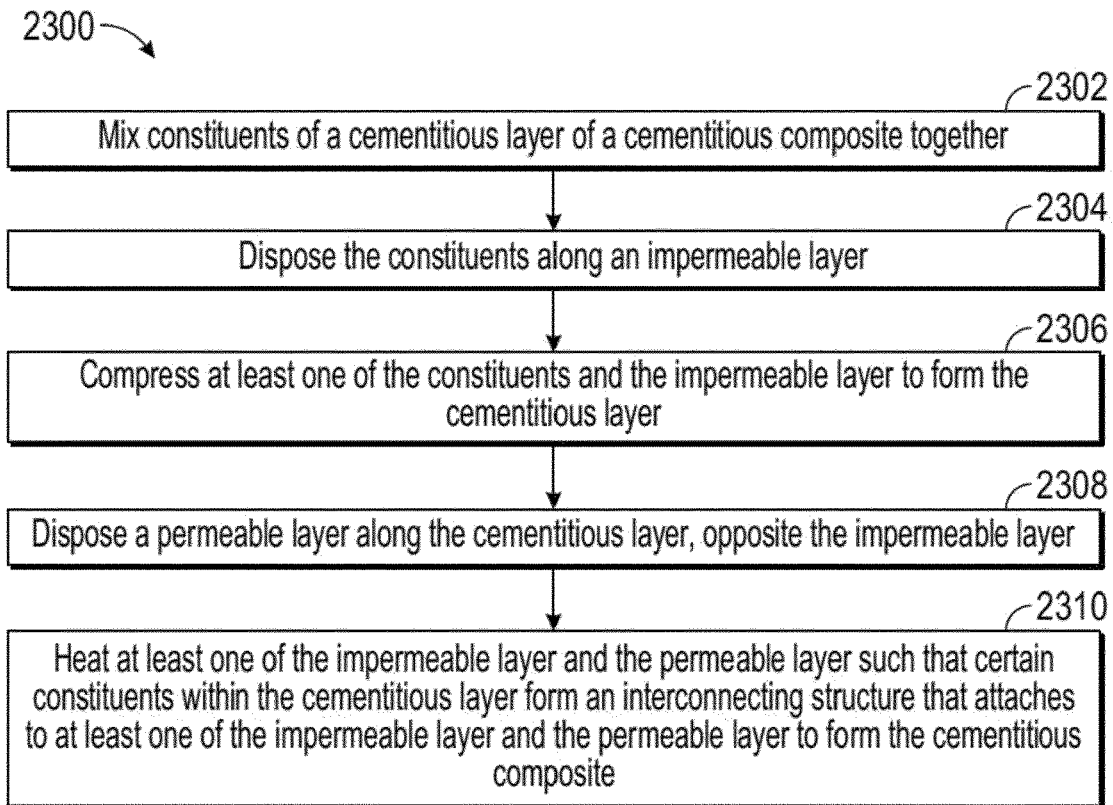 2300
2302
Mix constituents of a cementitious layer of a cementitious composite together
2304
Dispose the constituents along an impermeable layer
2306
Compress at least one of the constituents and the impermeable layer to form the
cementitious layer
2308
Dispose a permeable layer along the cementitious layer, opposite the impermeable layer
2310
Heat at least one of the impermeable layer and the permeable layer such that certain
constituents within the cementitious layer form an interconnecting structure that attaches
to at least one of the impermeable layer and the permeable layer to form the cementitious
composite